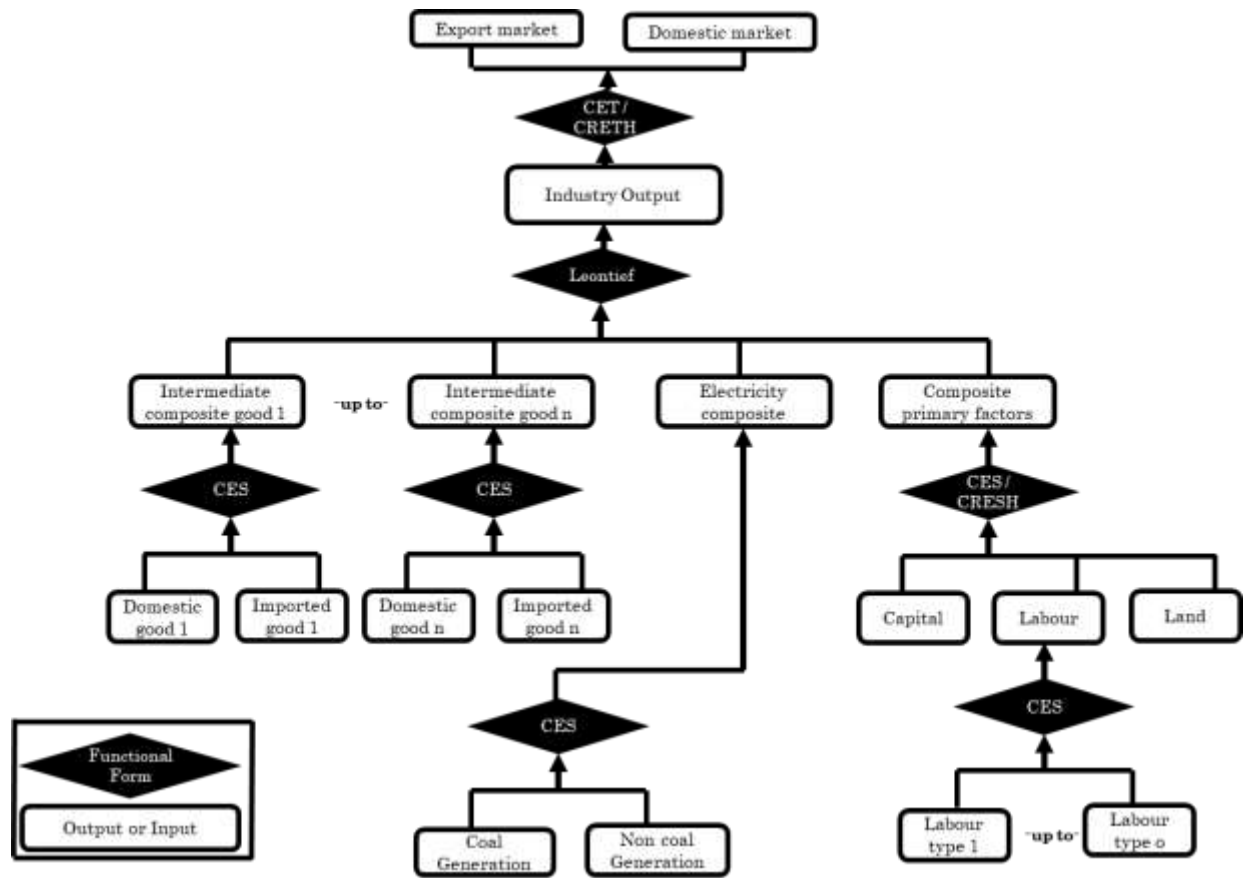 Export market
Domestic market
CET /
CRETH
Industry Output
Leontief
Intermediate
composite good 1
-up to-
Intermediate
composite good n
Electricity
composite
Composite
primary factors
CES
CES
CES /
CRESH
Domestic
good 1
Imported
good 1
Domestic
good n
Imported
good n
Capital
Labour
Land
CES
CES
Functional
Form
Output or Input
Coal
Generation
Non coal
Generation
Labour
type 1
-up to-
Labour
type o